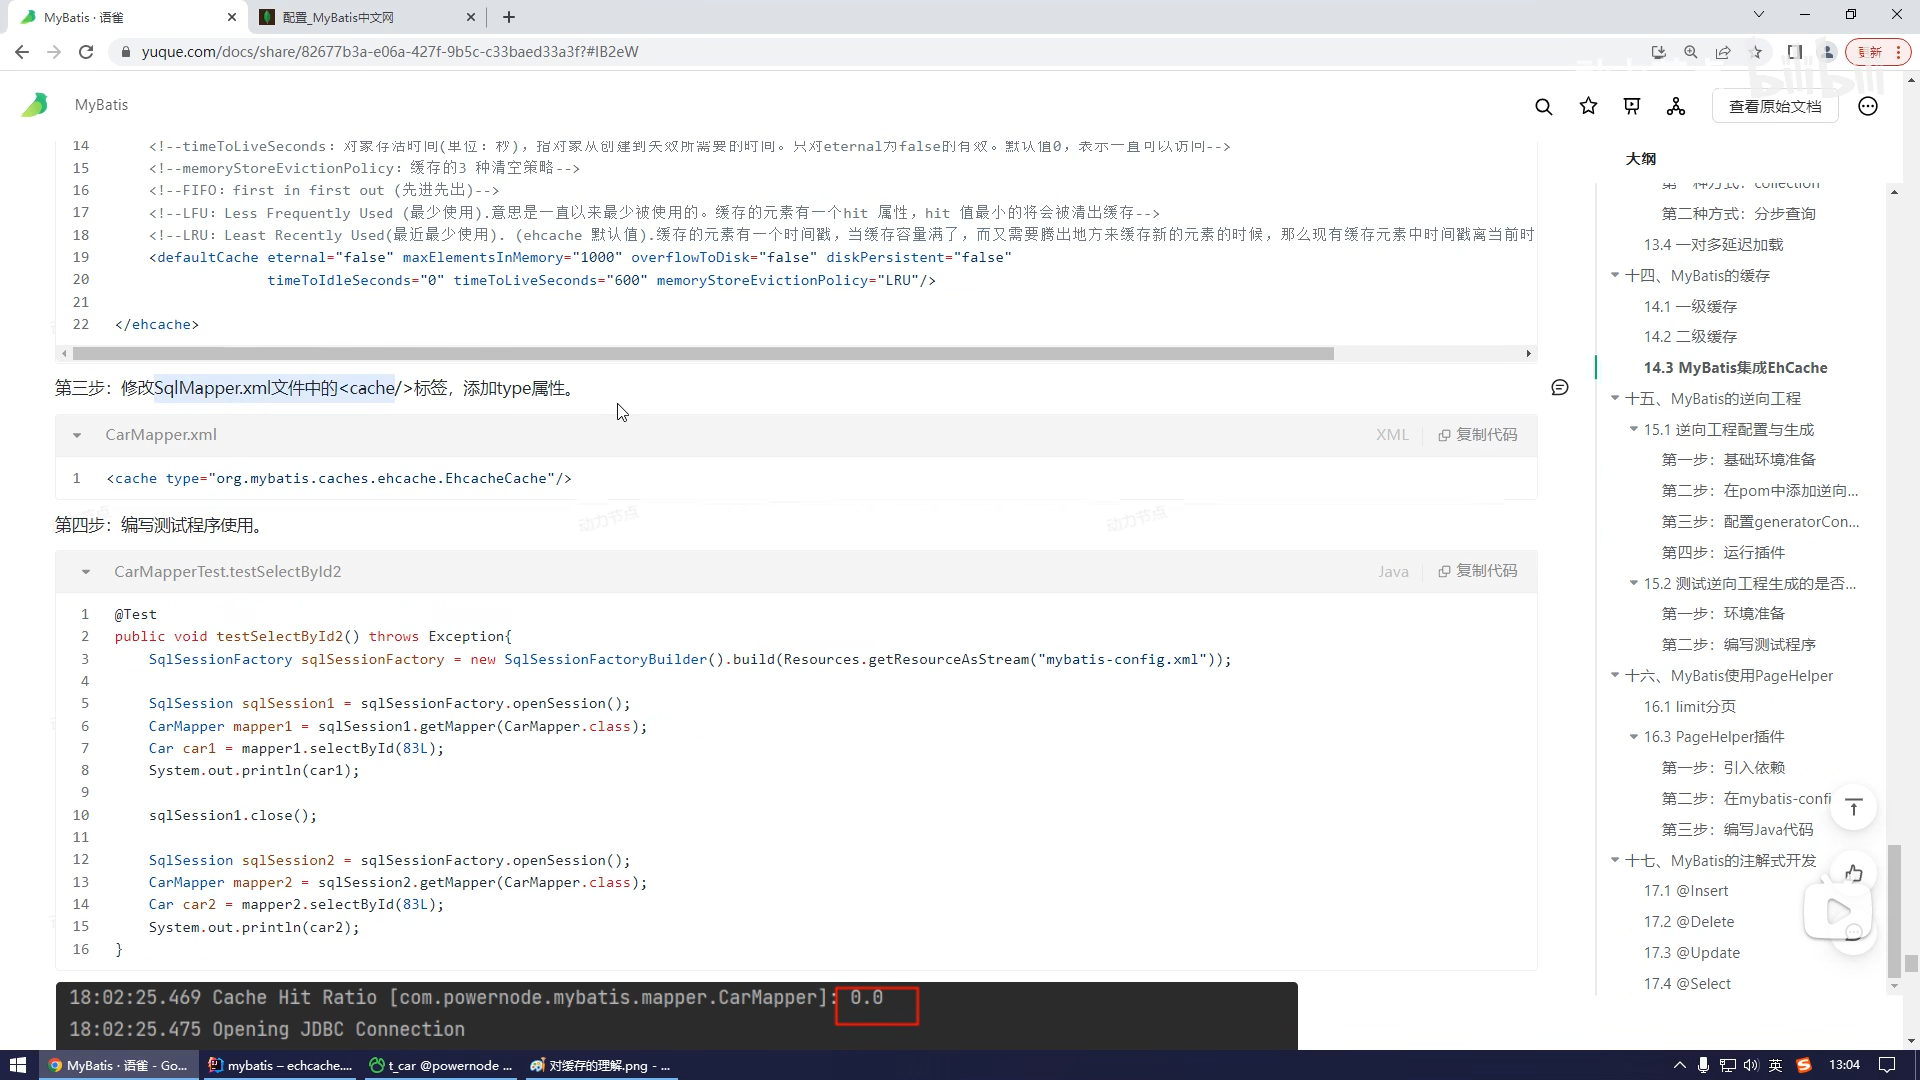 MyBatis · 语雀
配置_MyBatis中文网
yuque.com/docs/share/82677b3a-e06a-427f-9b5c-c33baed33a3f?#IB2eW
更新
bilibili
MyBatis
查看原始文档
14 <!--timeToLiveSeconds：对象存活时间(单位：秒)，指对象从创建到失效所需要的时间。只对eternal为false的有效。默认值0，表示一直可以访问-->
15 <!--memoryStoreEvictionPolicy：缓存的3 种清空策略-->
16 <!--FIFO：first in first out (先进先出)-->
17 <!--LFU：Less Frequently Used (最少使用).意思是一直以来最少被使用的。缓存的元素有一个hit 属性，hit 值最小的将会被清出缓存-->
18 <!--LRU：Least Recently Used(最近最少使用). (ehcache 默认值).缓存的元素有一个时间戳，当缓存容量满了，而又需要腾出地方来缓存新的元素的时候，那么现有缓存元素中时间戳离当前时
19 <defaultCache eternal="false" maxElementsInMemory="1000" overflowToDisk="false" diskPersistent="false"
20 timeToIdleSeconds="0" timeToLiveSeconds="600" memoryStoreEvictionPolicy="LRU"/>
21
22 </ehcache>
第三步：修改SqlMapper.xml文件中的<cache/>标签，添加type属性。
CarMapper.xml
XML
复制代码
1 <cache type="org.mybatis.caches.ehcache.EhcacheCache"/>
第四步：编写测试程序使用。
动力节点
动力节点
CarMapperTest.testSelectById2
Java
复制代码
1 @Test
2 public void testSelectById2() throws Exception{
3 SqlSessionFactory sqlSessionFactory = new SqlSessionFactoryBuilder().build(Resources.getResourceAsStream("mybatis-config.xml"));
4
5 SqlSession sqlSession1 = sqlSessionFactory.openSession();
6 CarMapper mapper1 = sqlSession1.getMapper(CarMapper.class);
7 Car car1 = mapper1.selectById(83L);
8 System.out.println(car1);
9
10 sqlSession1.close();
11
12 SqlSession sqlSession2 = sqlSessionFactory.openSession();
13 CarMapper mapper2 = sqlSession2.getMapper(CarMapper.class);
14 Car car2 = mapper2.selectById(83L);
15 System.out.println(car2);
16 }
18:02:25.469 Cache Hit Ratio [com.powernode.mybatis.mapper.CarMapper]: 0.0
18:02:25.475 Opening JDBC Connection
大纲
第一种方式：collection
第二种方式：分步查询
13.4 一对多延迟加载
十四、MyBatis的缓存
14.1 一级缓存
14.2 二级缓存
14.3 MyBatis集成EhCache
十五、MyBatis的逆向工程
15.1 逆向工程配置与生成
第一步：基础环境准备
第二步：在pom中添加逆向...
第三步：配置generatorCon...
第四步：运行插件
15.2 测试逆向工程生成的是否...
第一步：环境准备
第二步：编写测试程序
十六、MyBatis使用PageHelper
16.1 limit分页
16.3 PageHelper插件
第一步：引入依赖
第二步：在mybatis-confi
第三步：编写Java代码
十七、MyBatis的注解式开发
17.1 @Insert
17.2 @Delete
17.3 @Update
17.4 @Select
MyBatis · 语雀 - Go...
mybatis – echcache....
t_car @powernode ...
对缓存的理解.png - ...
英
13:04